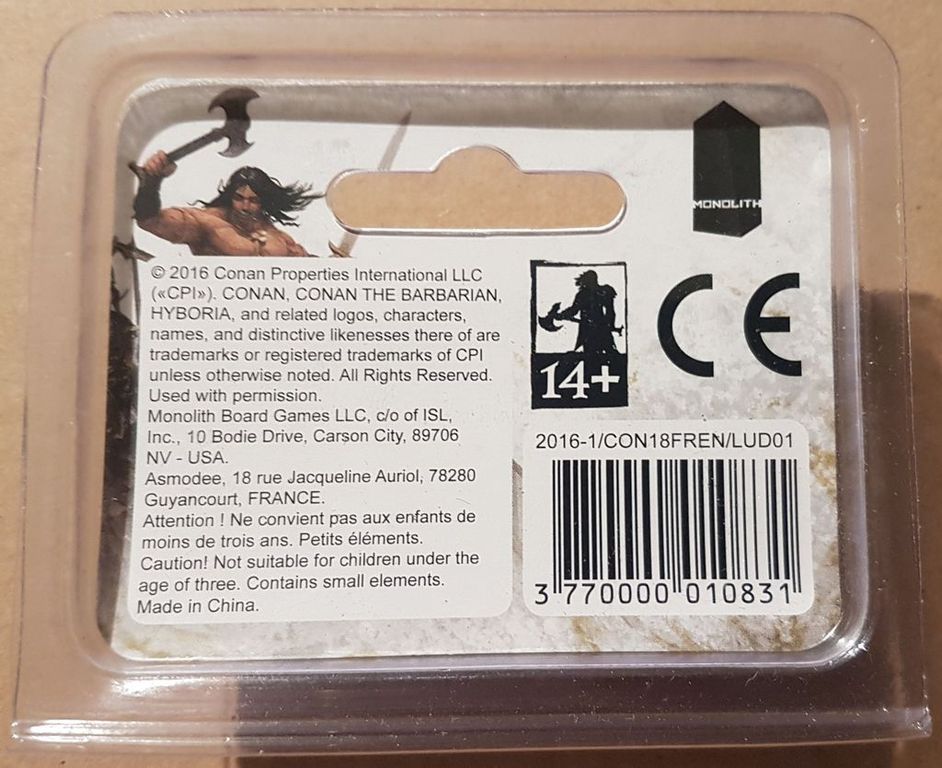 MONOLITH
© 2016 Conan Properties International LLC
(«CPI»). CONAN, CONAN THE BARBARIAN,
HYBORIA, and related logos, characters,
names, and distinctive likenesses there of are
trademarks or registered trademarks of CPI
unless otherwise noted. All Rights Reserved.
Used with permission.
Monolith Board Games LLC, c/o of ISL,
Inc., 10 Bodie Drive, Carson City, 89706
NV - USA.
Asmodee, 18 rue Jacqueline Auriol, 78280
Guyancourt, FRANCE.
Attention ! Ne convient pas aux enfants de
moins de trois ans. Petits éléments.
Caution! Not suitable for children under the
age of three. Contains small elements.
Made in China.
14+
CE
2016-1/CON18FREN/LUD01
3 770000 010831